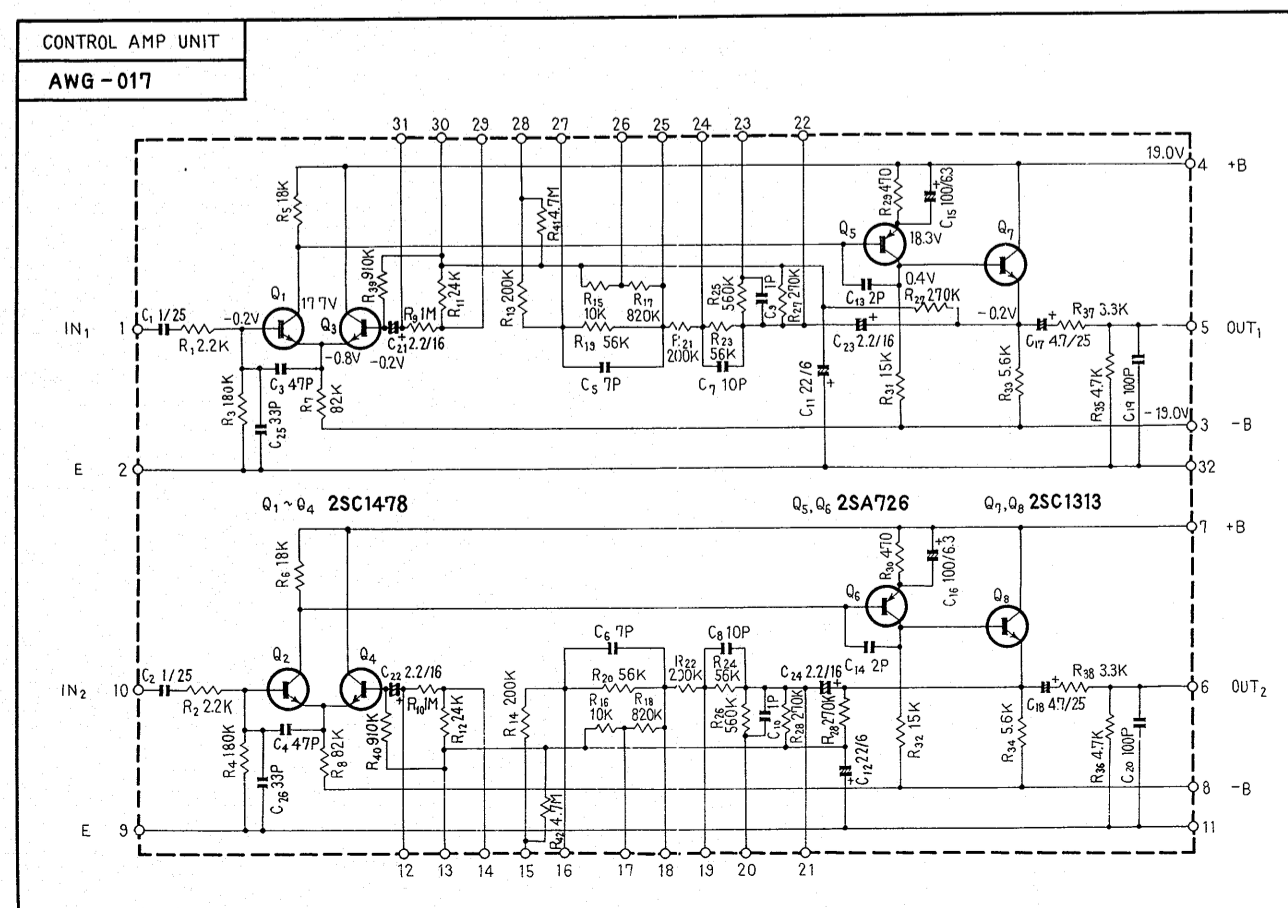 CONTROL AMP UNIT
AWG-017
31 30 29 28 27 26 25 24 23 22
19.0V 4 +B
R5 18K
R41 4.7M
R29 470
C15 100/6.3
Q5 18.3V Q7
Q1 17.7V Q3
R39 910K
R9 1M
R11 24K
R13 200K
R15 10K
R17 820K
R25 560K
C9 1P
R27 270K
C13 2P
0.4V
R27 270K
IN1 1 C1 1/25
R1 2.2K
-0.2V
-0.8V
-0.2V
C21 2.2/16
R19 56K
R21 200K
R23 56K
C23 2.2/16
-0.2V
C17 4.7/25
R37 3.3K
5 OUT1
C3 47P
R7 82K
C5 7P
C7 10P
C11 22/6
R31 15K
R33 5.6K
R35 4.7K
C19 100P
R3 180K
C25 33P
-19.0V
3 -B
E 2
32
Q1~Q4 2SC1478
Q5, Q6 2SA726
Q7, Q8 2SC1313
7 +B
R6 18K
R30 470
C16 100/6.3
Q6 Q8
Q2 Q4
C6 7P
C8 10P
C14 2P
IN2 10 C2 1/25
R2 2.2K
C22 2.2/16
R10 1M
R12 24K
R14 200K
R20 56K
R16 10K
R18 820K
R22 200K
R24 56K
R26 560K
C10 1P
R28 270K
C24 2.2/16
R28 270K
C18 4.7/25
R38 3.3K
6 OUT2
R4 180K
C4 47P
C26 33P
R8 82K
R40 910K
R42 4.7M
C12 22/6
R32 15K
R34 5.6K
R36 4.7K
C20 100P
8 -B
E 9
11
12 13 14 15 16 17 18 19 20 21